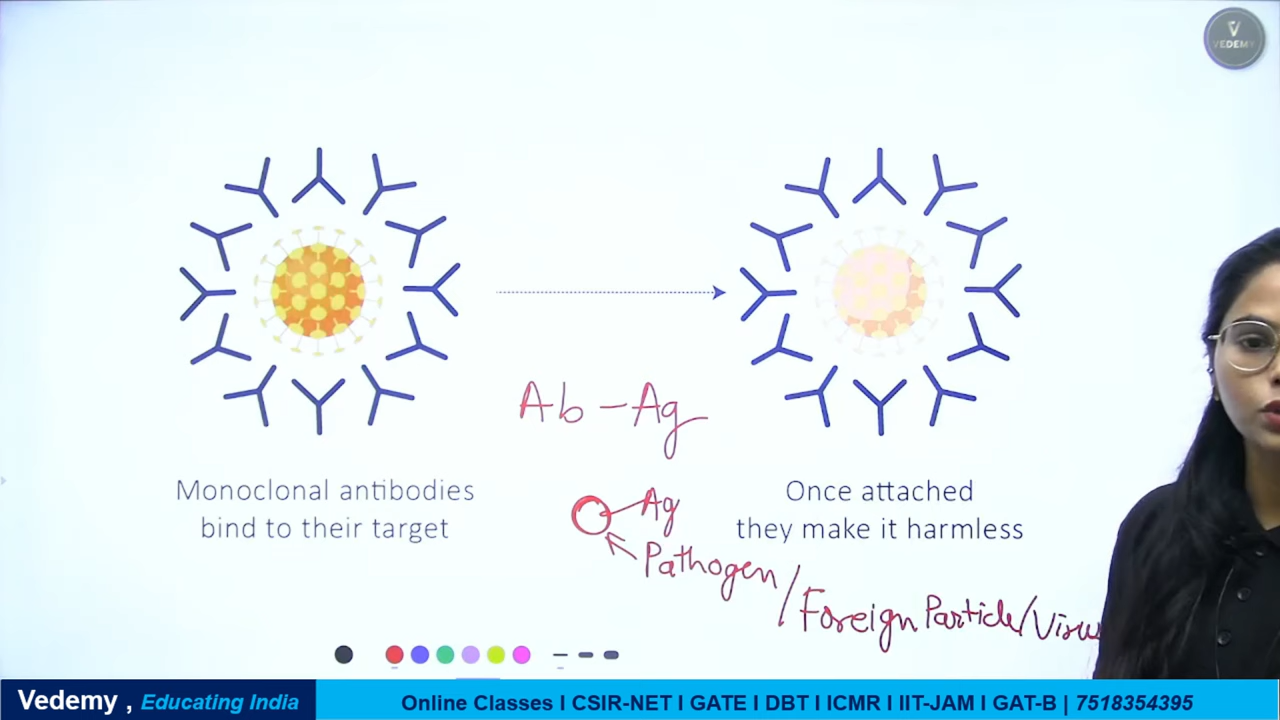 VEDEMY
Ab - Ag
Monoclonal antibodies
bind to their target
Once attached
they make it harmless
Ag
Pathogen / Foreign Particle/Virus
Vedemy , Educating India
Online Classes I CSIR-NET I GATE I DBT I ICMR I IIT-JAM I GAT-B | 7518354395